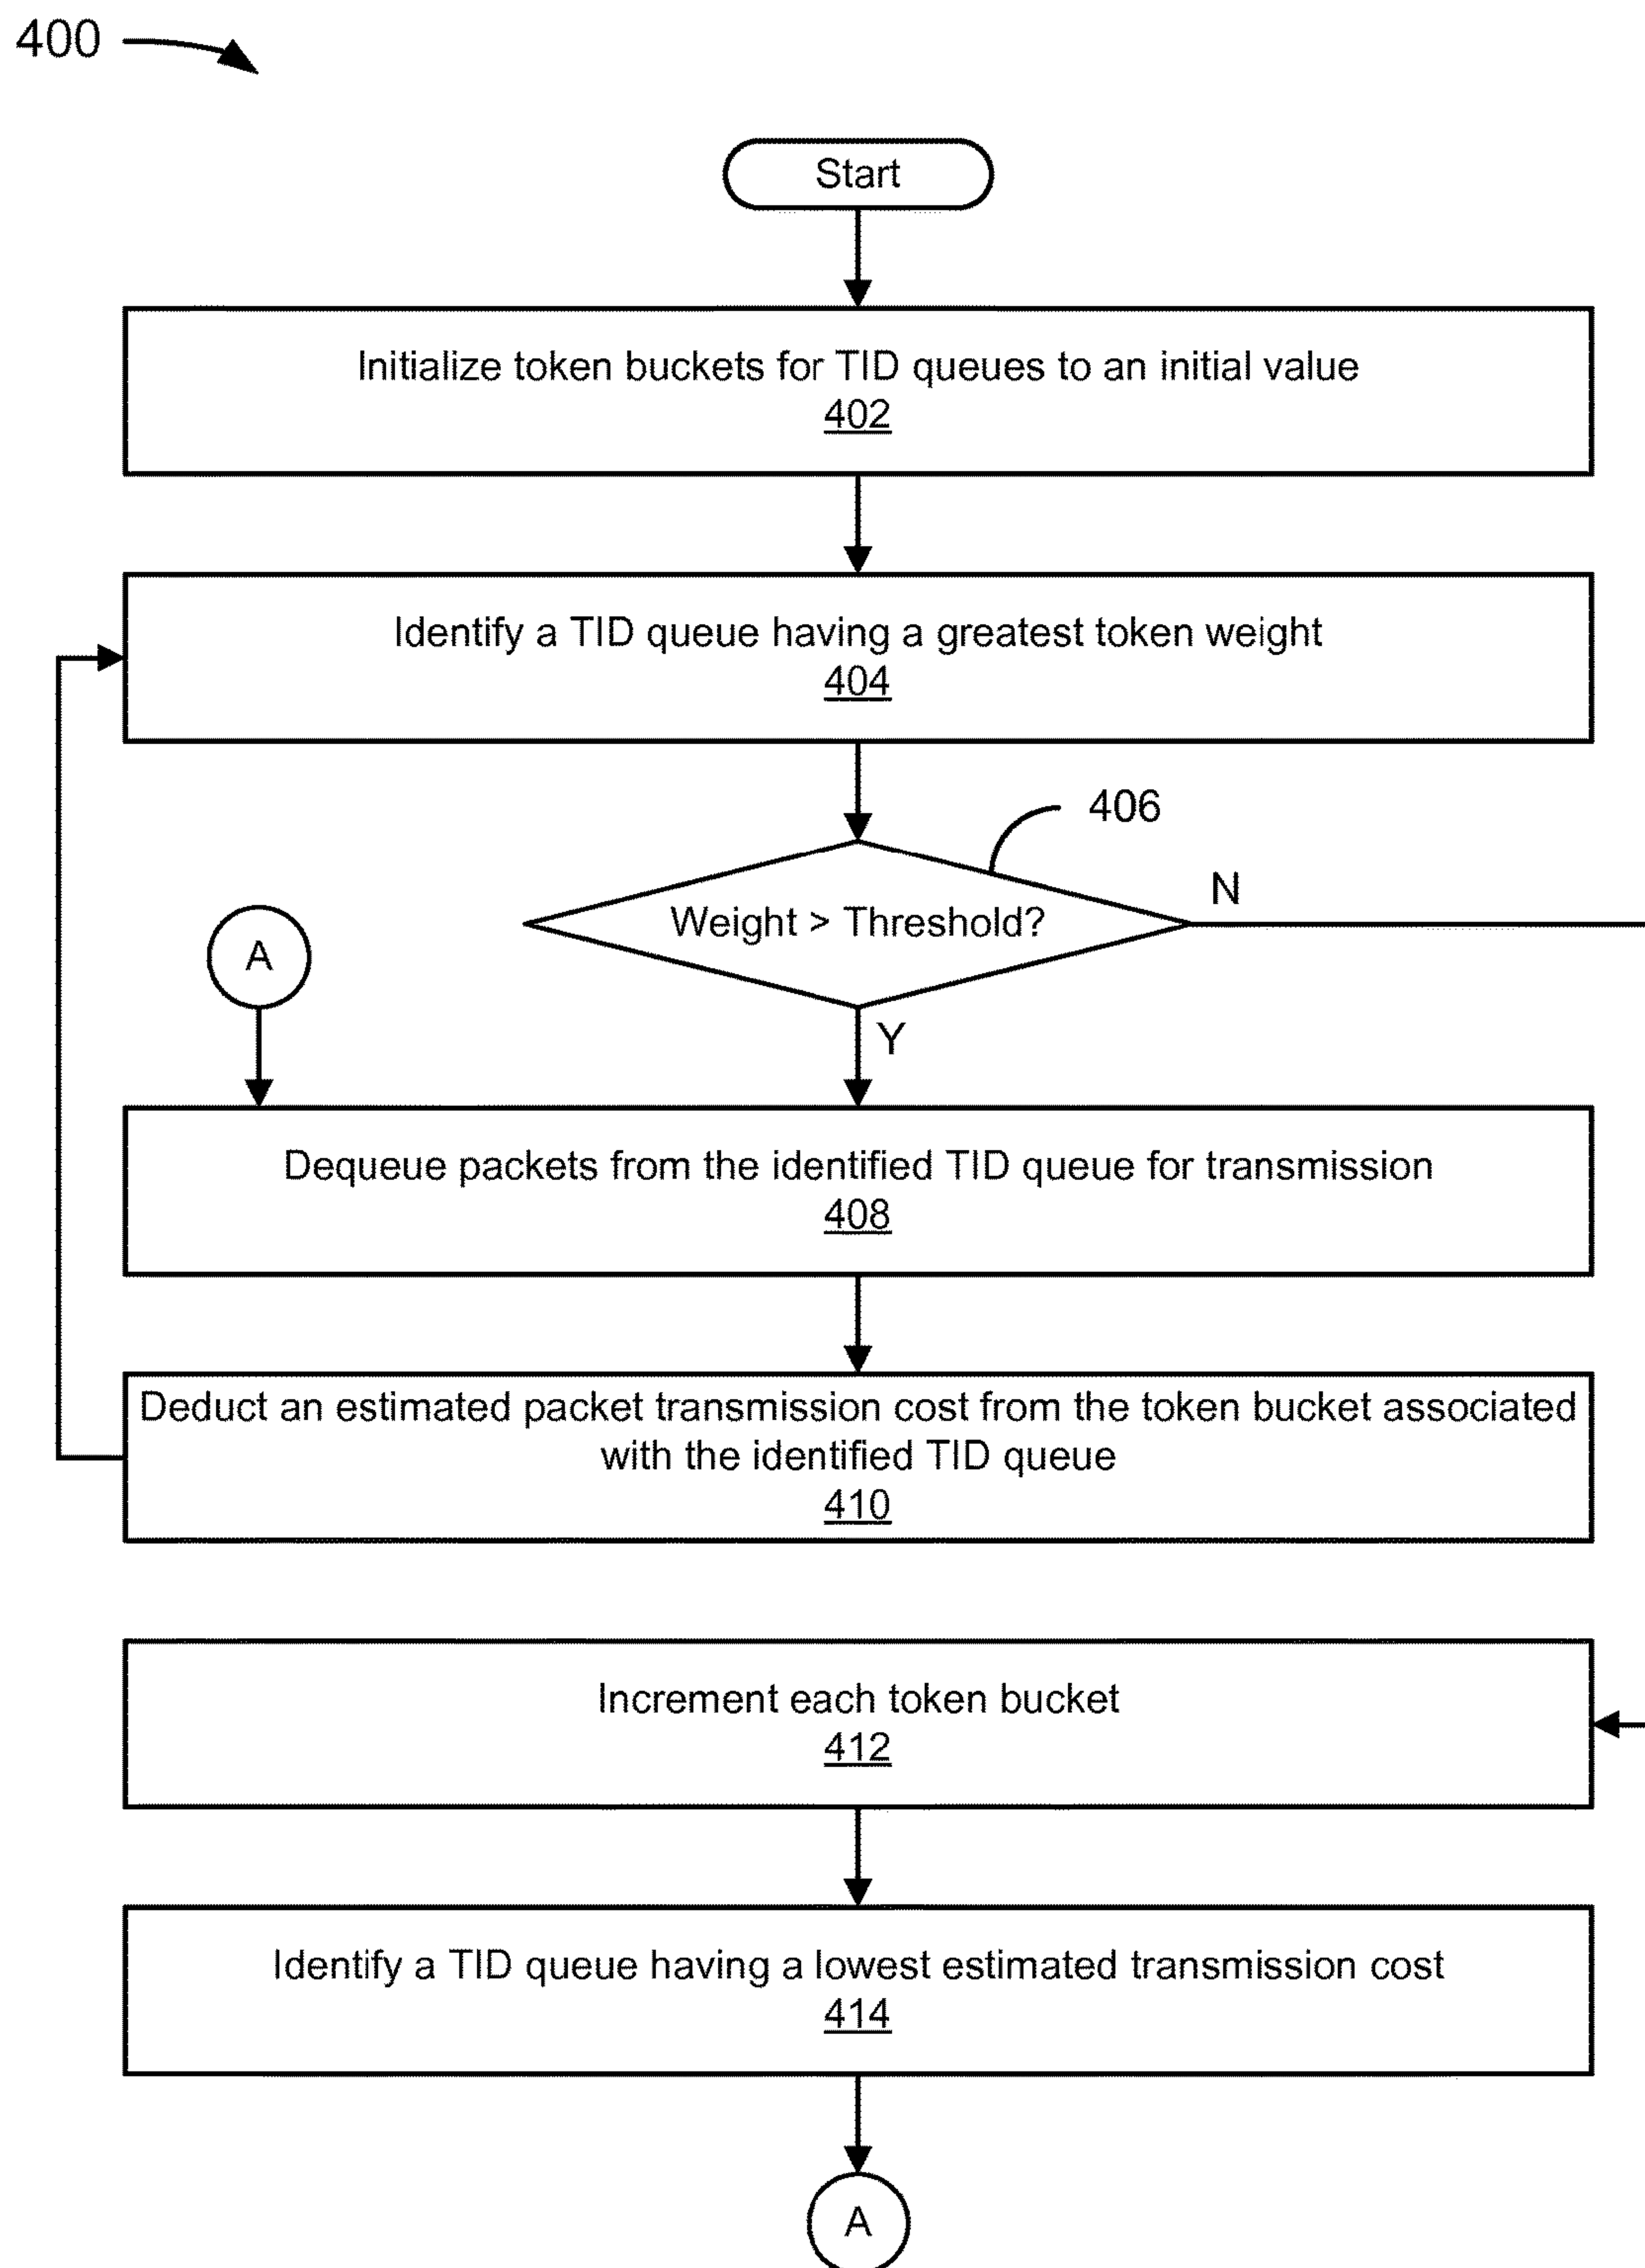 400
Start
Initialize token buckets for TID queues to an initial value
402
Identify a TID queue having a greatest token weight
404
406
Weight > Threshold?
N
A
Y
Dequeue packets from the identified TID queue for transmission
408
Deduct an estimated packet transmission cost from the token bucket associated
with the identified TID queue
410
Increment each token bucket
412
Identify a TID queue having a lowest estimated transmission cost
414
A